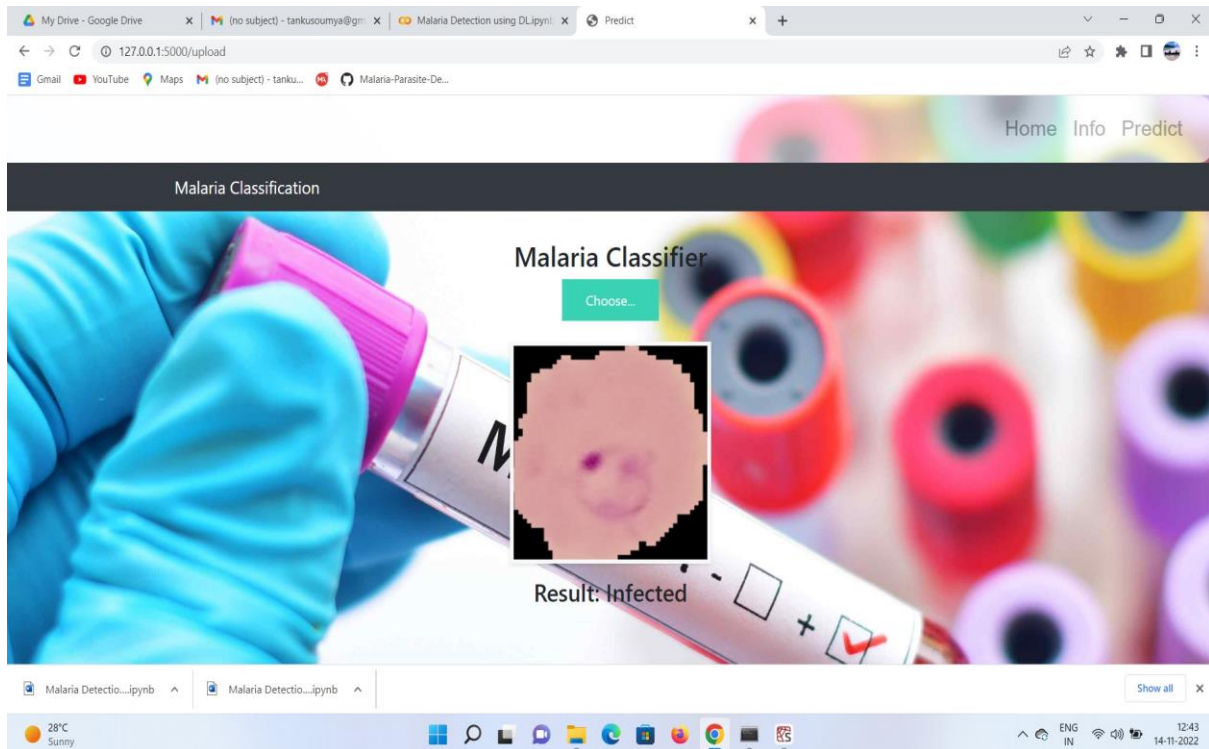 My Drive - Google Drive
(no subject) - tankusoumya@gm
Malaria Detection using DL.ipynb
Predict
127.0.0.1:5000/upload
Gmail
YouTube
Maps
(no subject) - tanku...
Malaria-Parasite-De...
Home Info Predict
Malaria Classification
Malaria Classifier
Choose...
M
- +
Result: Infected
Malaria Detectio....ipynb
Malaria Detectio....ipynb
Show all
28°C
Sunny
ENG
IN
12:43
14-11-2022